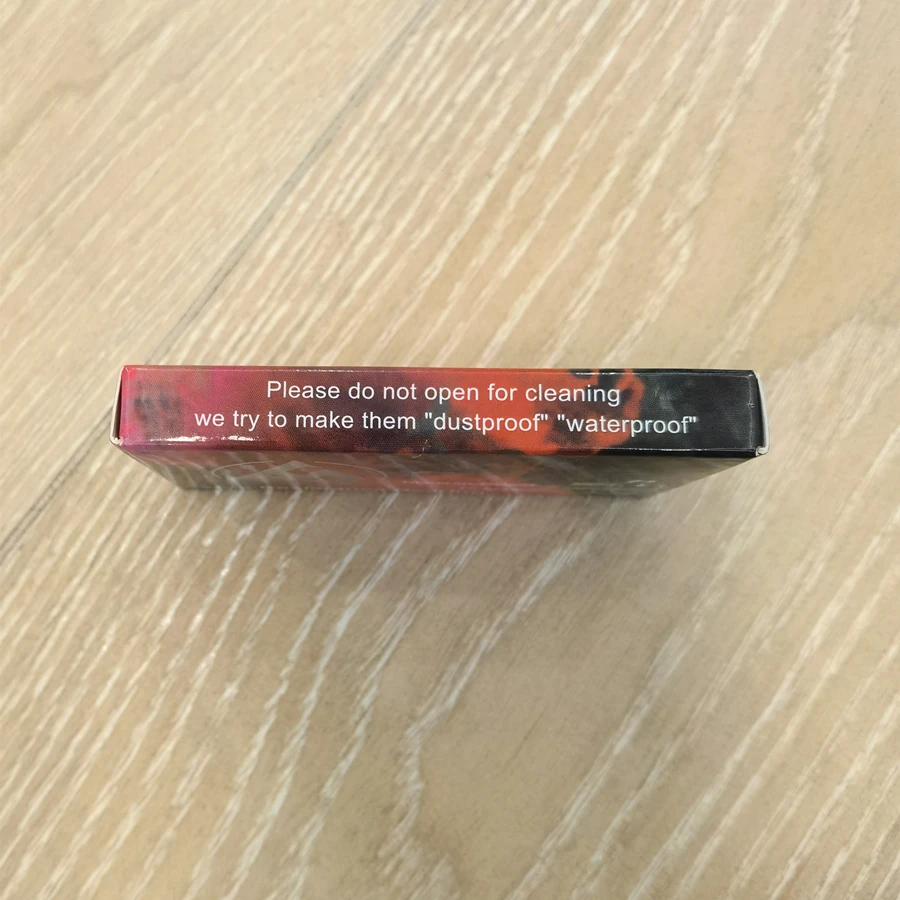 Please do not open for cleaning
we try to make them "dustproof" "waterproof"